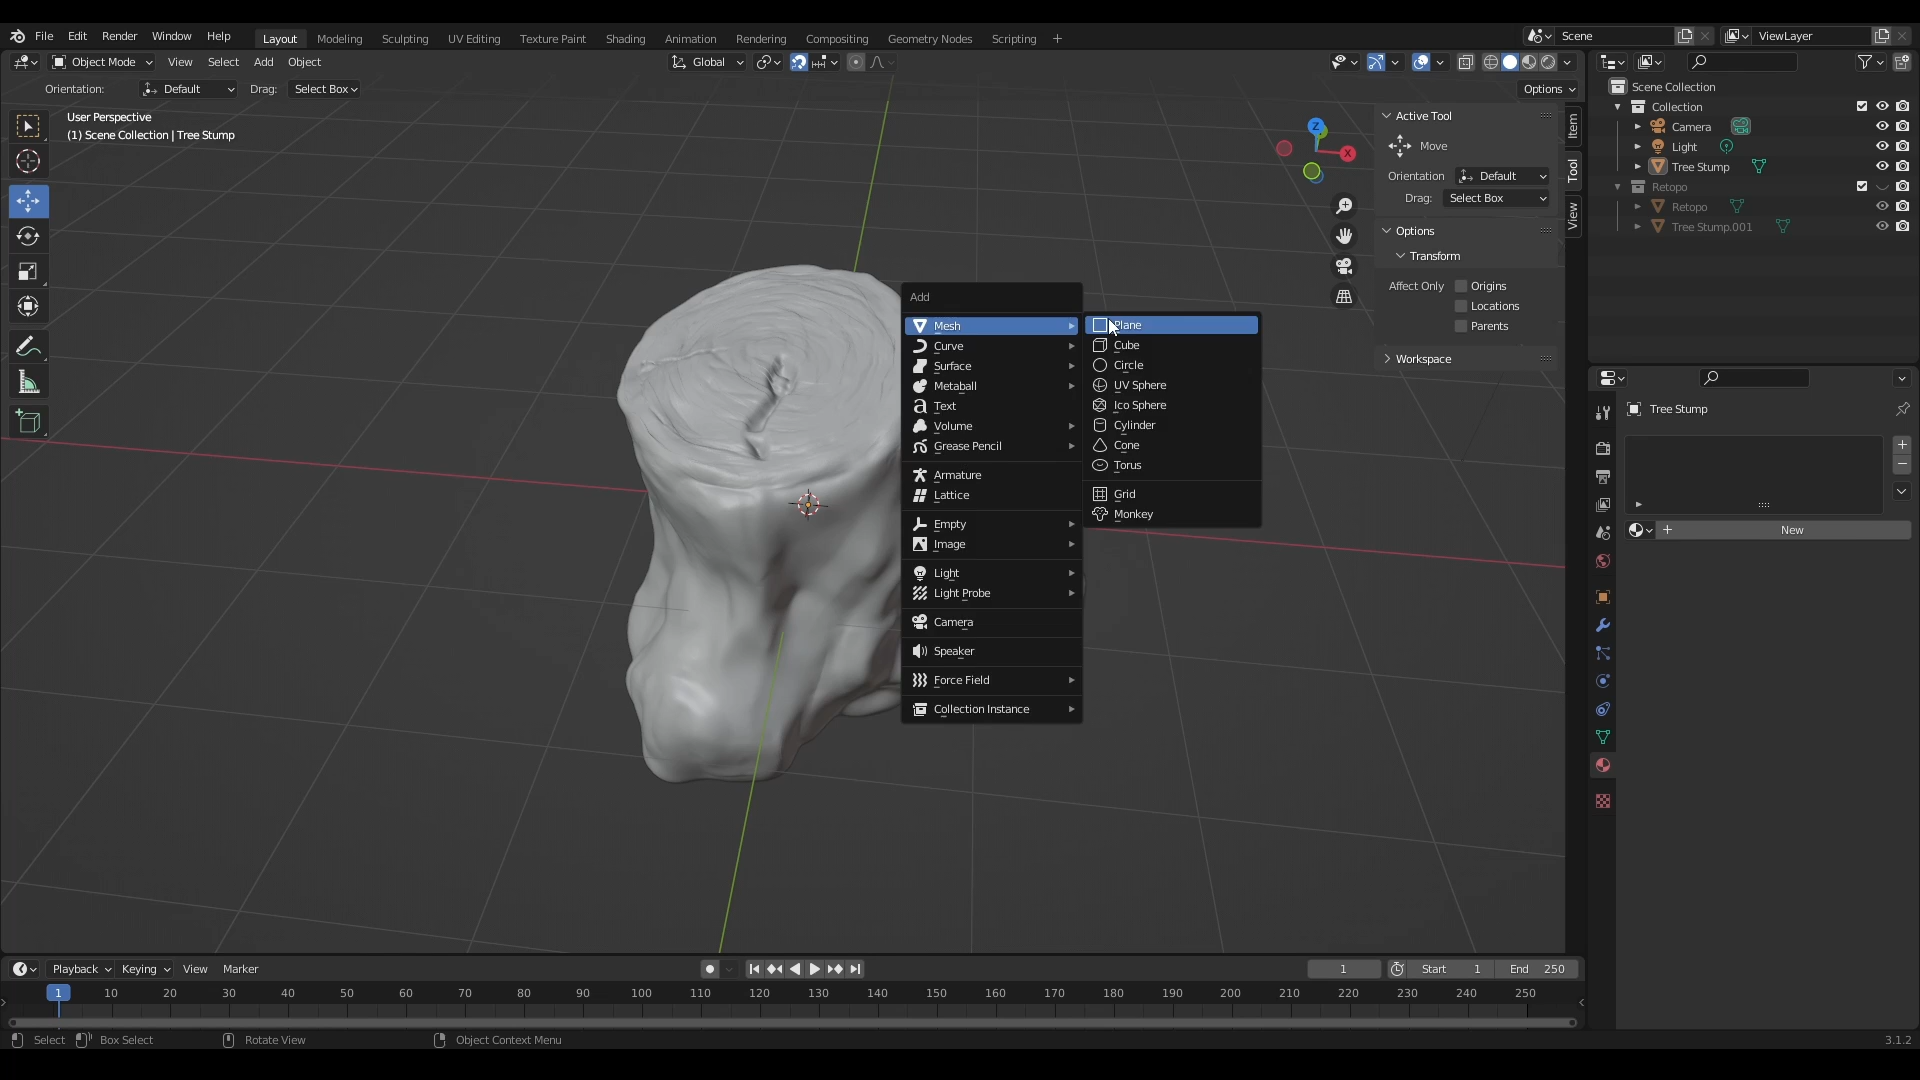 File Edit Render Window Help Layout Modeling Sculpting UV Editing Texture Paint Shading Animation Rendering Compositing Geometry Nodes Scripting + Scene ViewLayer
Object Mode View Select Add Object Global
Orientation: Default Drag: Select Box Options
User Perspective
(1) Scene Collection | Tree Stump
Z
X
Active Tool
Move
Orientation Default
Drag: Select Box
Options
Transform
Affect Only Origins
Locations
Parents
Workspace
Item
Tool
View
Scene Collection
Collection
Camera
Light
Tree Stump
Retopo
Retopo
Tree Stump.001
Add
Mesh
Curve
Surface
Metaball
Text
Volume
Grease Pencil
Armature
Lattice
Empty
Image
Light
Light Probe
Camera
Speaker
Force Field
Collection Instance
Plane
Cube
Circle
UV Sphere
Ico Sphere
Cylinder
Cone
Torus
Grid
Monkey
Tree Stump
New
Playback Keying View Marker 1 Start 1 End 250
1 10 20 30 40 50 60 70 80 90 100 110 120 130 140 150 160 170 180 190 200 210 220 230 240 250
Select Box Select Rotate View Object Context Menu 3.1.2